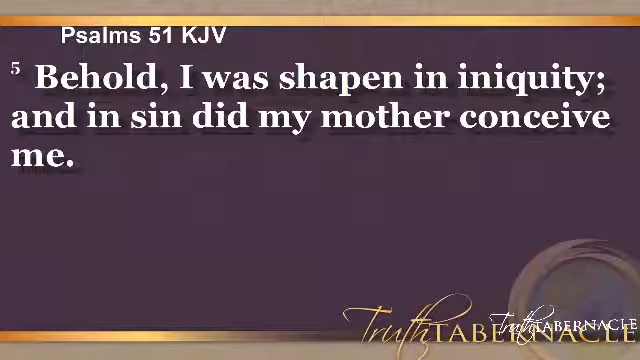 Psalms 51 KJV
5 Behold, I was shapen in iniquity;
and in sin did my mother conceive
me.
TruthTABERNACLE
TruthTABERNACLE